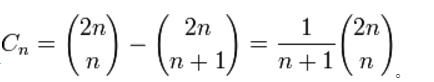 $C_n = \binom{2n}{n} - \binom{2n}{n+1} = \frac{1}{n+1}\binom{2n}{n}$。